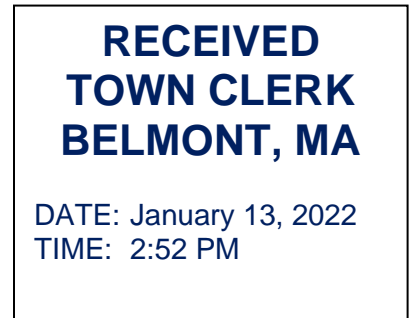 RECEIVED
TOWN CLERK
BELMONT, MA
DATE: January 13, 2022
TIME: 2:52 PM